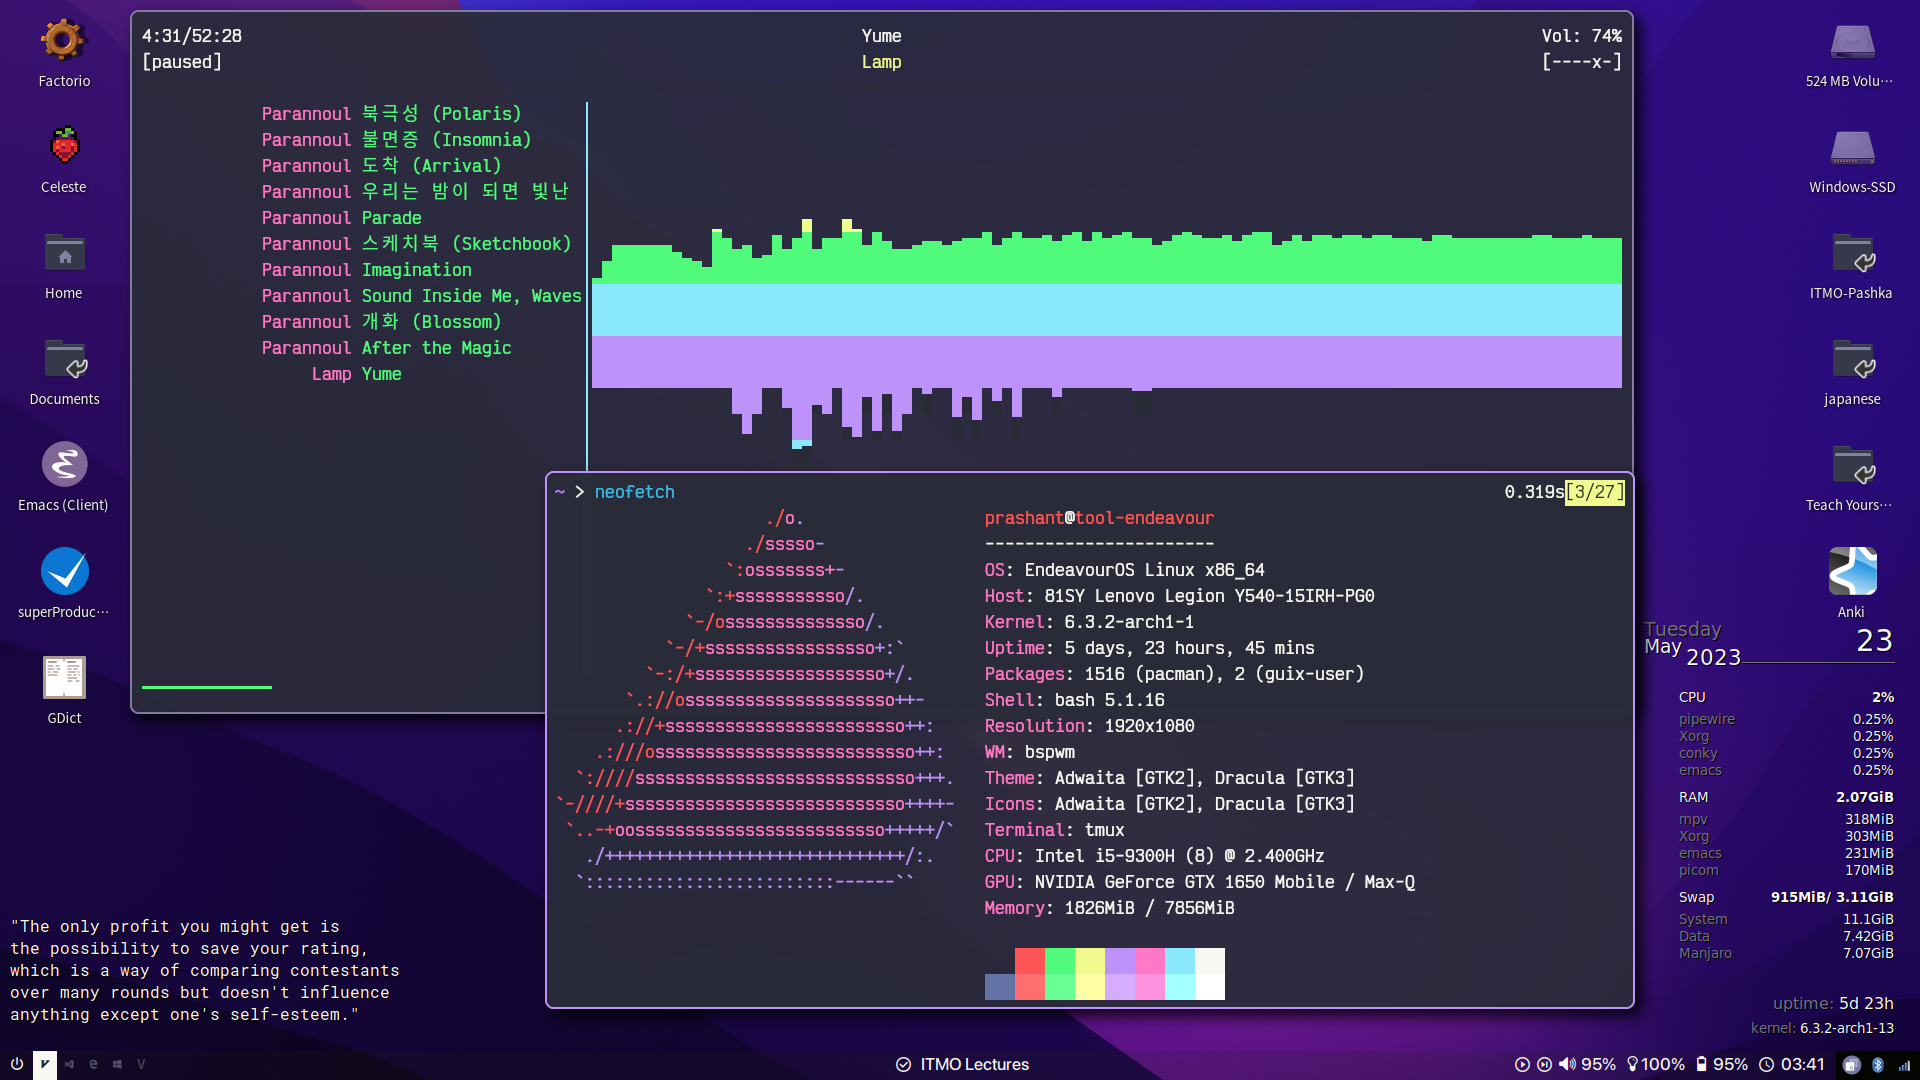 Factorio
Celeste
Home
Documents
Emacs (Client)
superProduc···
GDict
4:31/52:28
[paused]
Yume
Lamp
Vol: 74%
[----x-]
Parannoul 북극성 (Polaris)
Parannoul 불면증 (Insomnia)
Parannoul 도착 (Arrival)
Parannoul 우리는 밤이 되면 빛난
Parannoul Parade
Parannoul 스케치북 (Sketchbook)
Parannoul Imagination
Parannoul Sound Inside Me, Waves
Parannoul 개화 (Blossom)
Parannoul After the Magic
Lamp Yume
~ > neofetch
0.319s[3/27]
./o.
./sssso-
`:osssssss+-
`:+sssssssssso/.
`-/ossssssssssssso/.
`-/+sssssssssssssssso+:`
`-:/+sssssssssssssssssso+/.
`.://osssssssssssssssssssso++-
.://+ssssssssssssssssssssssso++:
.:///ossssssssssssssssssssssssso++:
`:////ssssssssssssssssssssssssssso+++.
`-////+ssssssssssssssssssssssssssso++++-
`..-+oosssssssssssssssssssssssso+++++/`
./++++++++++++++++++++++++++++++/:.
`:::::::::::::::::::::::::------``
prashant@tool-endeavour
-----------------------
OS: EndeavourOS Linux x86_64
Host: 81SY Lenovo Legion Y540-15IRH-PG0
Kernel: 6.3.2-arch1-1
Uptime: 5 days, 23 hours, 45 mins
Packages: 1516 (pacman), 2 (guix-user)
Shell: bash 5.1.16
Resolution: 1920x1080
WM: bspwm
Theme: Adwaita [GTK2], Dracula [GTK3]
Icons: Adwaita [GTK2], Dracula [GTK3]
Terminal: tmux
CPU: Intel i5-9300H (8) @ 2.400GHz
GPU: NVIDIA GeForce GTX 1650 Mobile / Max-Q
Memory: 1826MiB / 7856MiB
524 MB Volu···
Windows-SSD
ITMO-Pashka
japanese
Teach Yours···
Anki
Tuesday
May 2023 23
CPU 2%
pipewire 0.25%
Xorg 0.25%
conky 0.25%
emacs 0.25%
RAM 2.07GiB
mpv 318MiB
Xorg 303MiB
emacs 231MiB
picom 170MiB
Swap 915MiB/ 3.11GiB
System 11.1GiB
Data 7.42GiB
Manjaro 7.07GiB
uptime: 5d 23h
kernel: 6.3.2-arch1-13
"The only profit you might get is
the possibility to save your rating,
which is a way of comparing contestants
over many rounds but doesn't influence
anything except one's self-esteem."
ITMO Lectures
95% 100% 95% 03:41